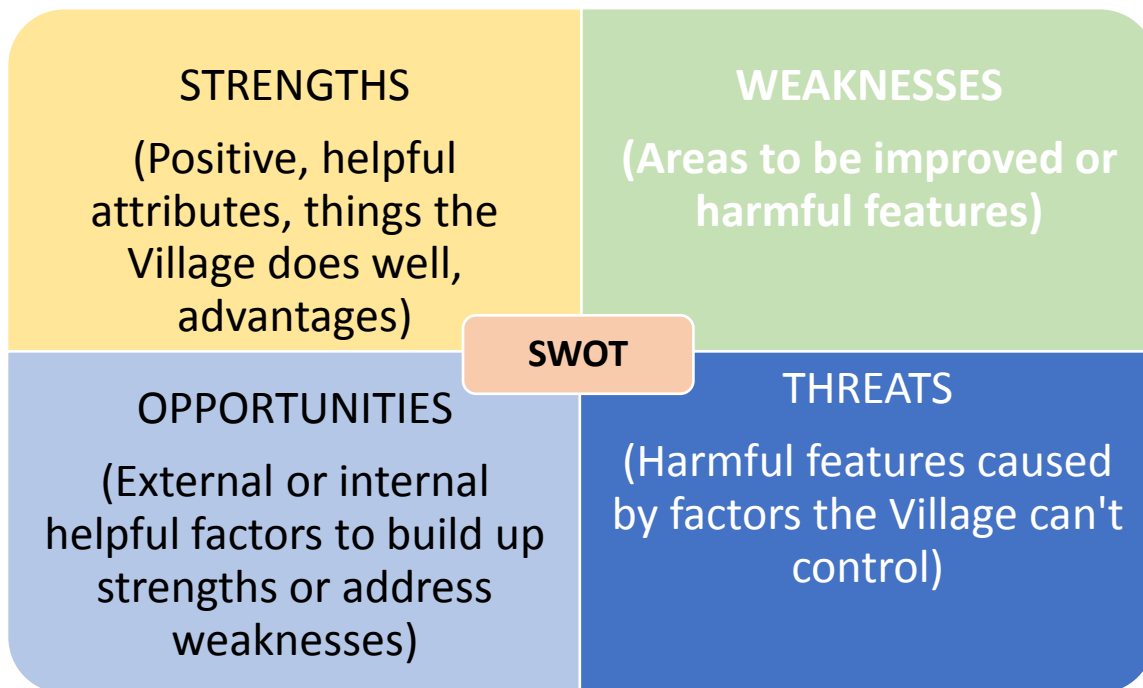 STRENGTHS
(Positive, helpful
attributes, things the
Village does well,
advantages)
WEAKNESSES
(Areas to be improved or
harmful features)
SWOT
OPPORTUNITIES
(External or internal
helpful factors to build up
strengths or address
weaknesses)
THREATS
(Harmful features caused
by factors the Village can't
control)